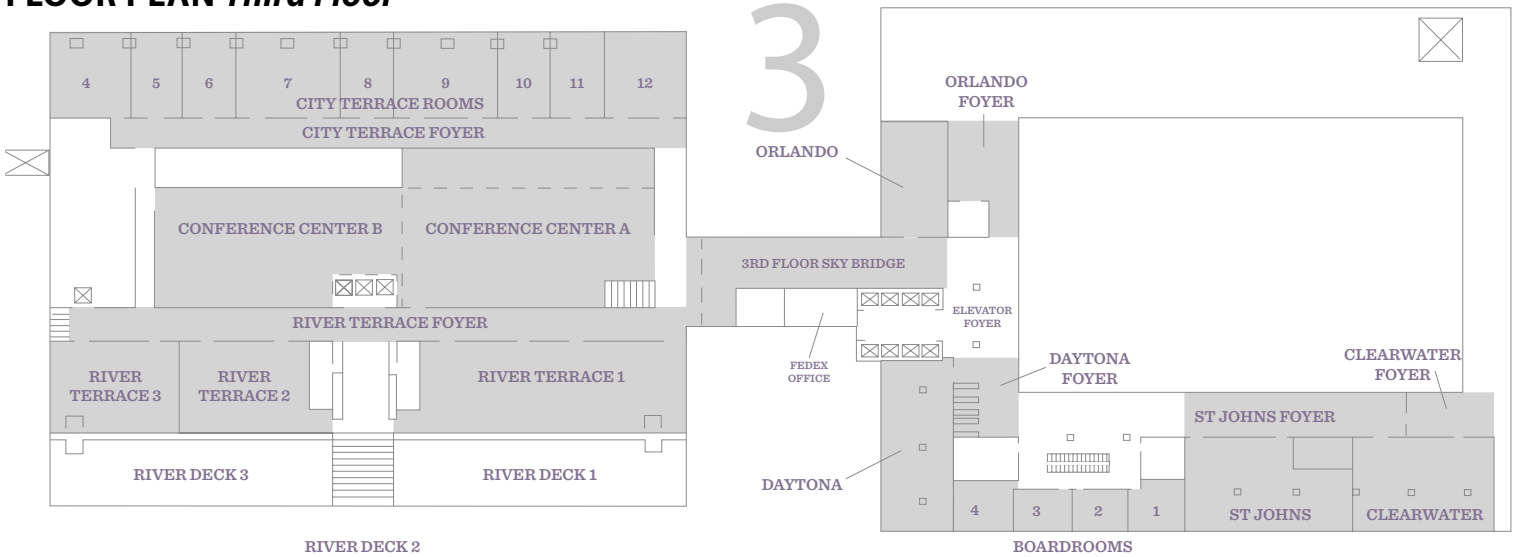 FLOOR PLAN Third Floor
3
4 5 6 7 8 9 10 11 12
CITY TERRACE ROOMS
CITY TERRACE FOYER
CONFERENCE CENTER B
CONFERENCE CENTER A
RIVER TERRACE FOYER
RIVER
TERRACE 3
RIVER
TERRACE 2
RIVER TERRACE 1
RIVER DECK 3
RIVER DECK 1
RIVER DECK 2
ORLANDO
FOYER
ORLANDO
3RD FLOOR SKY BRIDGE
ELEVATOR
FOYER
FEDEX
OFFICE
DAYTONA
FOYER
CLEARWATER
FOYER
ST JOHNS FOYER
DAYTONA
4 3 2 1
ST JOHNS
CLEARWATER
BOARDROOMS